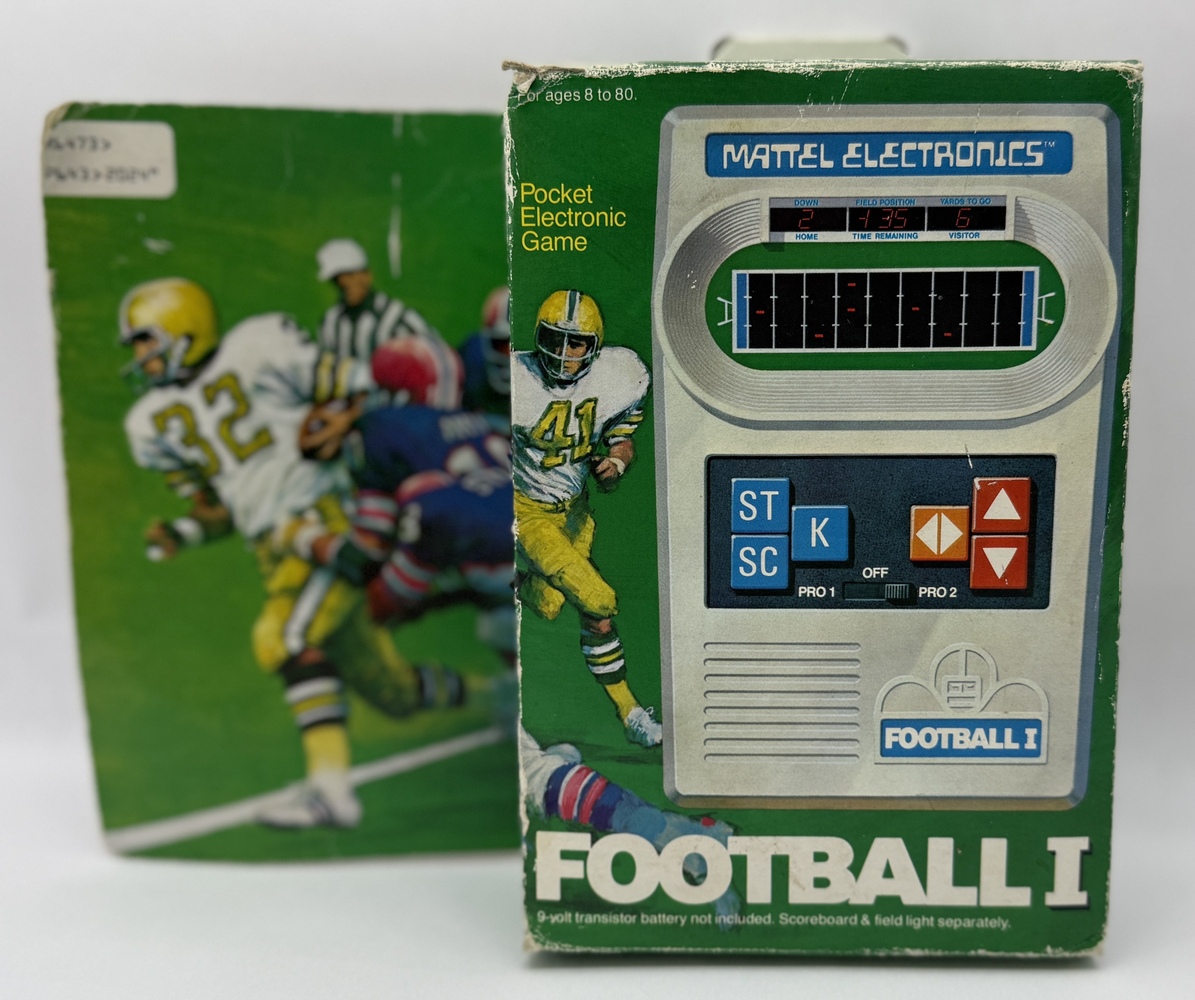 For ages 8 to 80.
MATTEL ELECTRONICS™
Pocket
Electronic
Game
DOWN FIELD POSITION YARDS TO GO
2 -| 35 6
HOME TIME REMAINING VISITOR
32
41
ST
K
SC
OFF
PRO 1 PRO 2
FOOTBALL I
FOOTBALL I
9-volt transistor battery not included. Scoreboard & field light separately.